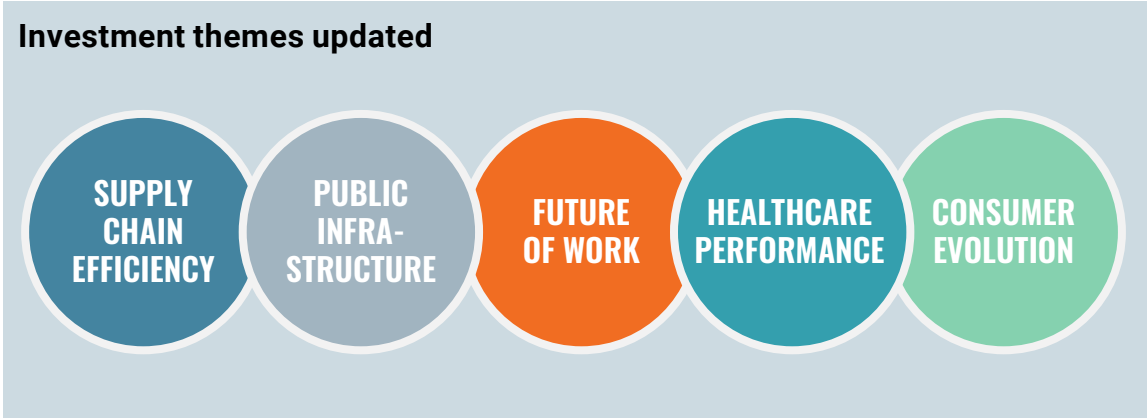 Investment themes updated
SUPPLY
CHAIN
EFFICIENCY
PUBLIC
INFRA-
STRUCTURE
FUTURE
OF WORK
HEALTHCARE
PERFORMANCE
CONSUMER
EVOLUTION